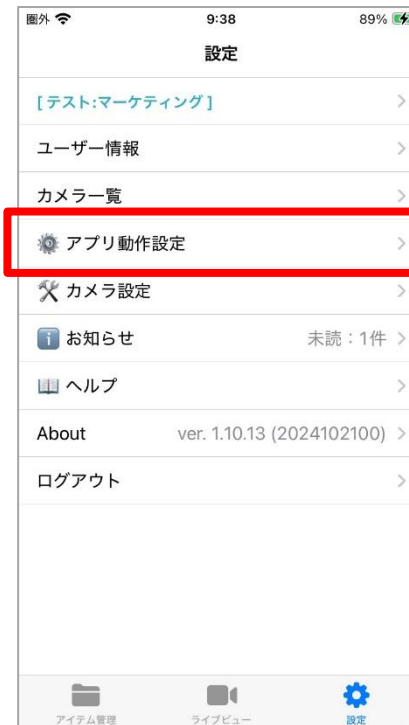 圏外 9:38 89%
設定
[ テスト:マーケティング ]
ユーザー情報
カメラ一覧
アプリ動作設定
カメラ設定
お知らせ 未読：1件
ヘルプ
About ver. 1.10.13 (2024102100)
ログアウト
アイテム管理 ライブビュー 設定